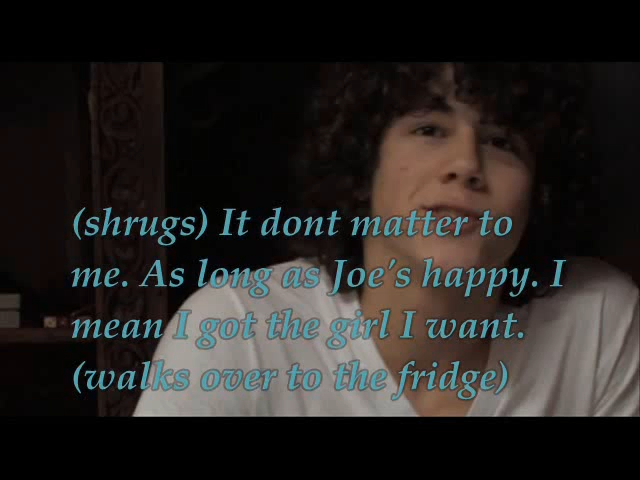 (shrugs) It dont matter to
me. As long as Joe's happy. I
mean I got the girl I want.
(walks over to the fridge)